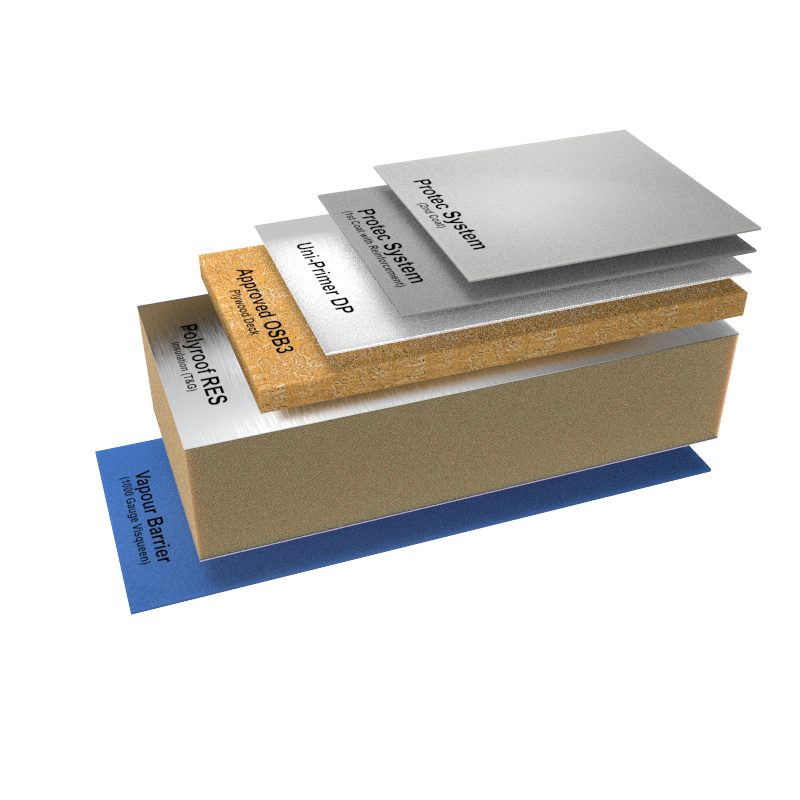 Protec System
(2nd Coat)
Protec System
(1st Coat with Reinforcement)
Uni-Primer DP
Approved OSB3
Plywood Deck
Polyroof RES
Insulation (T&G)
Vapour Barrier
(1000 Gauge Visqueen)